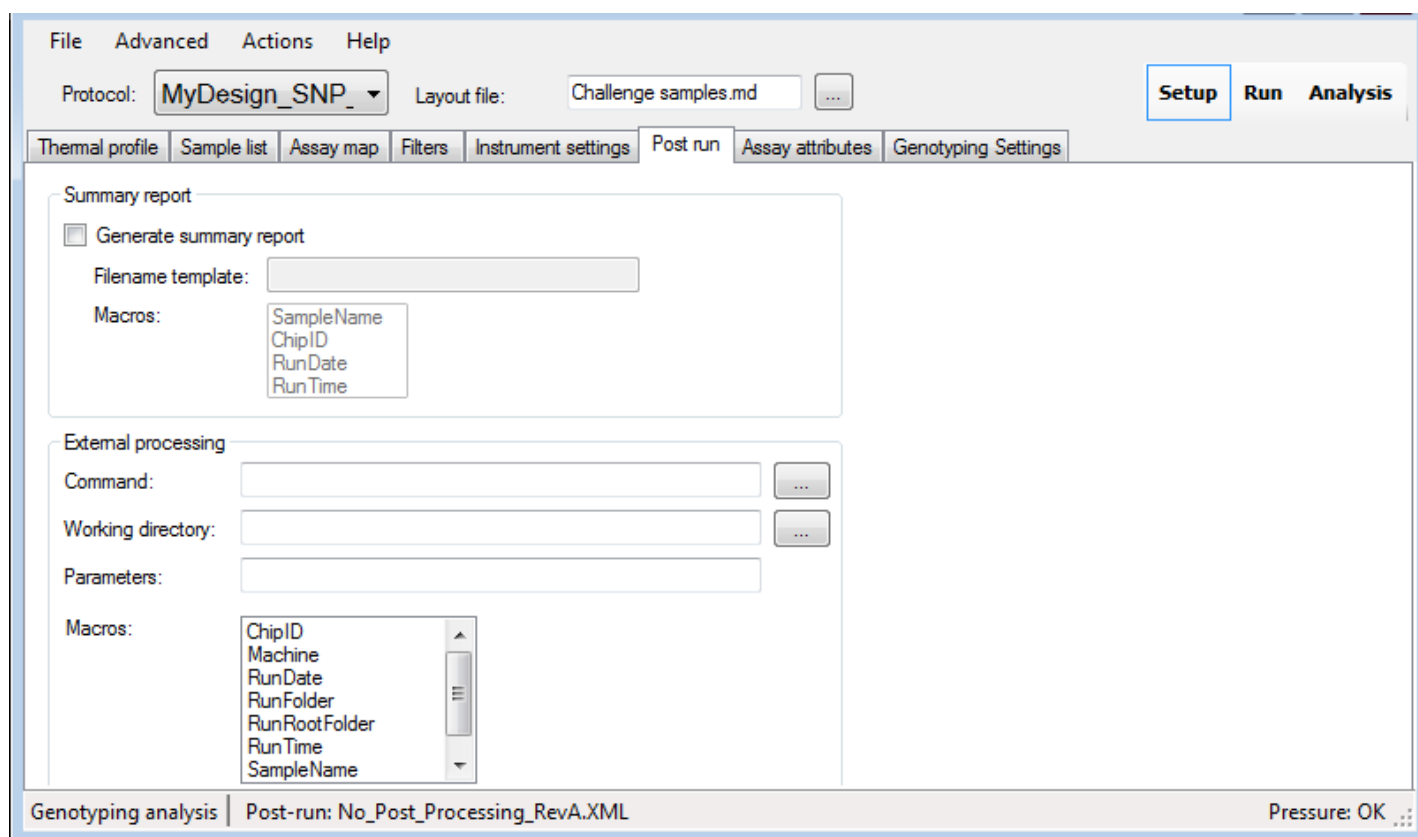 File Advanced Actions Help
Protocol: MyDesign_SNP_ Layout file: Challenge samples.md ... Setup Run Analysis
Thermal profile Sample list Assay map Filters Instrument settings Post run Assay attributes Genotyping Settings
Summary report
Generate summary report
Filename template:
Macros: SampleName
ChipID
RunDate
RunTime
External processing
Command: ...
Working directory: ...
Parameters:
Macros: ChipID
Machine
RunDate
RunFolder
RunRootFolder
RunTime
SampleName
Genotyping analysis Post-run: No_Post_Processing_RevA.XML Pressure: OK